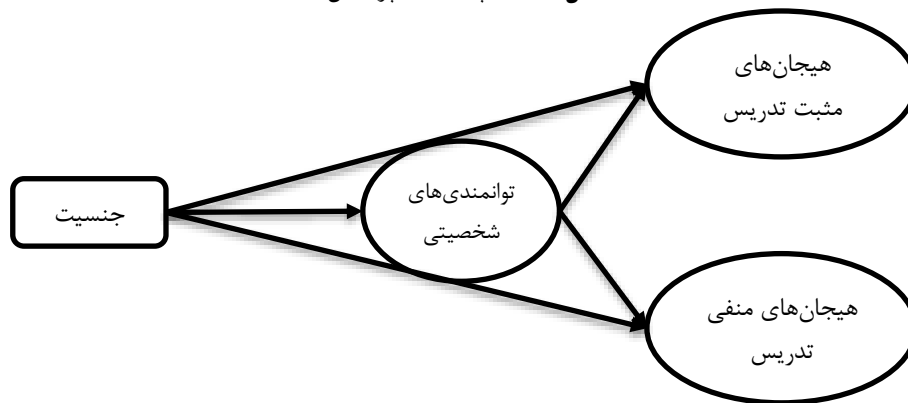 هیجان‌های
مثبت تدریس
توانمندی‌های
شخصیتی
جنسیت
هیجان‌های منفی
تدریس